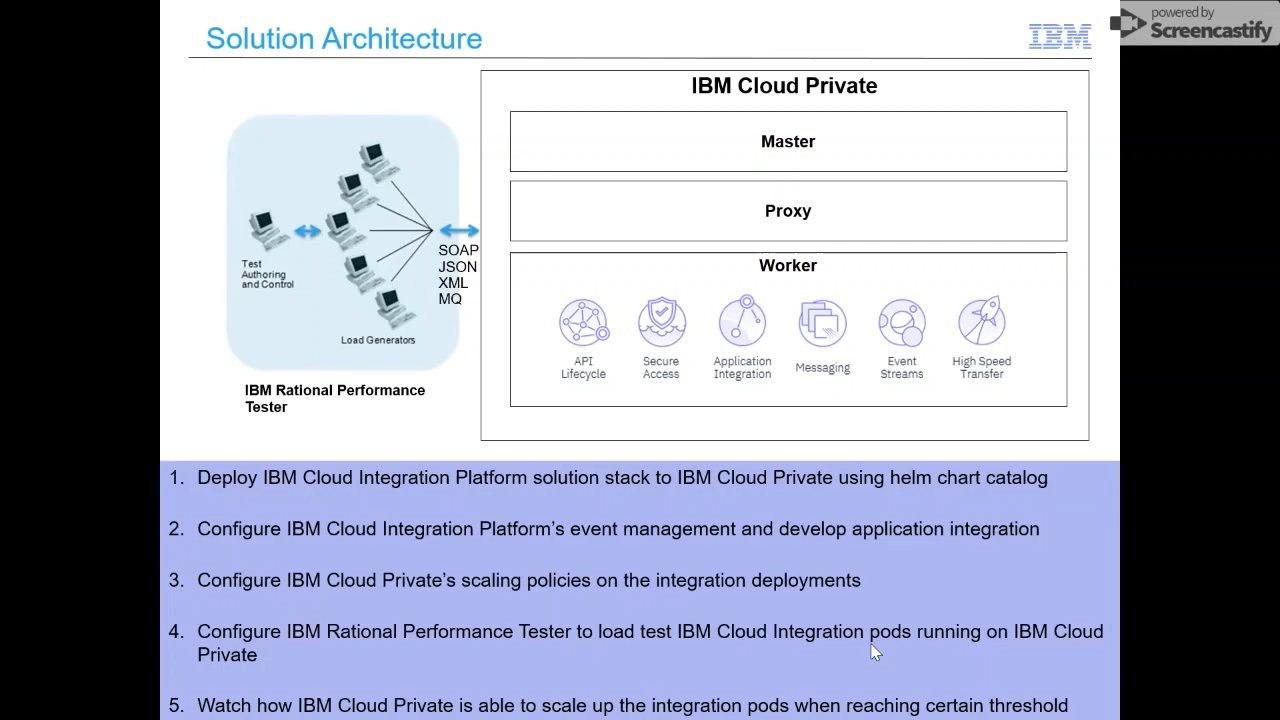 Solution Architecture
IBM
powered by
Screencastify
IBM Cloud Private
Master
Proxy
Worker
SOAP
JSON
XML
MQ
Test
Authoring
and Control
Load Generators
API
Lifecycle
Secure
Access
Application
Integration
Messaging
Event
Streams
High Speed
Transfer
IBM Rational Performance
Tester
1. Deploy IBM Cloud Integration Platform solution stack to IBM Cloud Private using helm chart catalog
2. Configure IBM Cloud Integration Platform’s event management and develop application integration
3. Configure IBM Cloud Private’s scaling policies on the integration deployments
4. Configure IBM Rational Performance Tester to load test IBM Cloud Integration pods running on IBM Cloud
Private
5. Watch how IBM Cloud Private is able to scale up the integration pods when reaching certain threshold